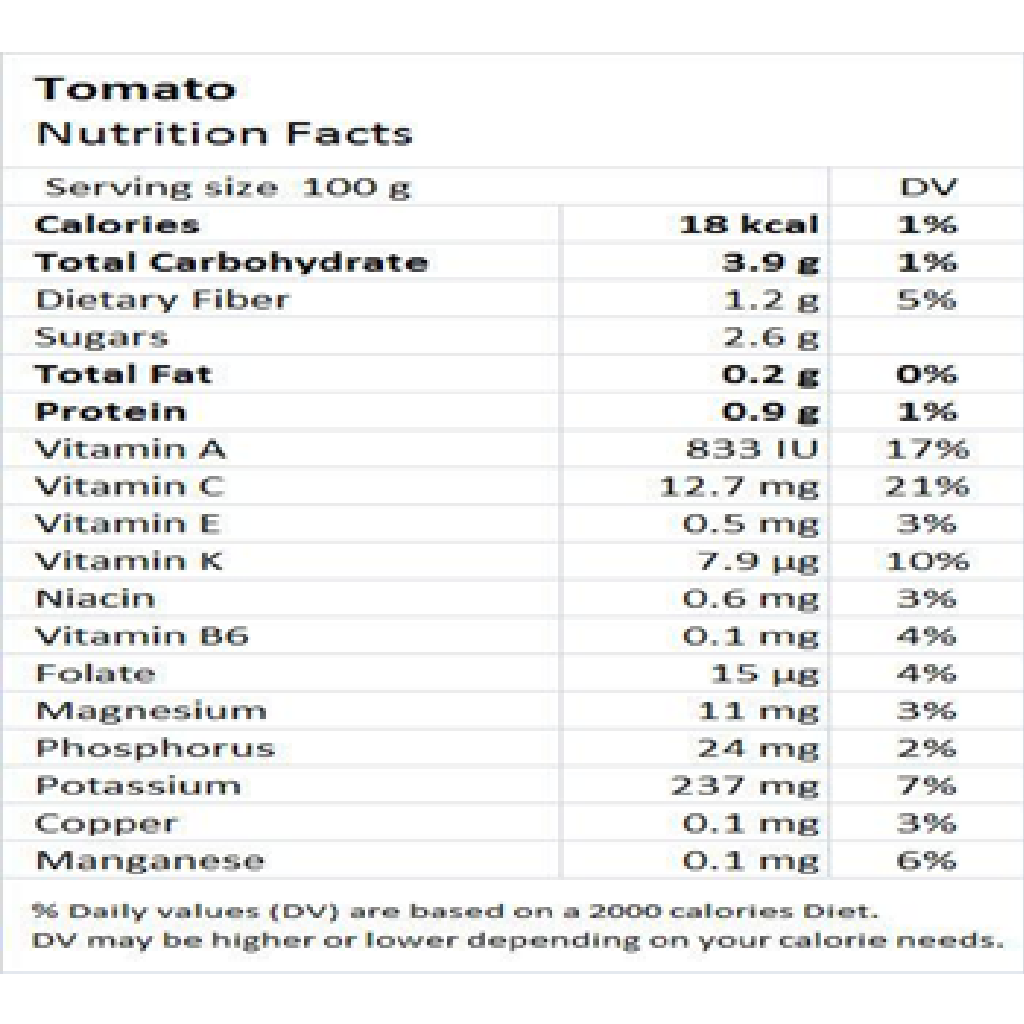 Tomato
Nutrition Facts
Serving size 100 g DV
Calories 18 kcal 1%
Total Carbohydrate 3.9 g 1%
Dietary Fiber 1.2 g 5%
Sugars 2.6 g
Total Fat 0.2 g 0%
Protein 0.9 g 1%
Vitamin A 833 IU 17%
Vitamin C 12.7 mg 21%
Vitamin E 0.5 mg 3%
Vitamin K 7.9 µg 10%
Niacin 0.6 mg 3%
Vitamin B6 0.1 mg 4%
Folate 15 µg 4%
Magnesium 11 mg 3%
Phosphorus 24 mg 2%
Potassium 237 mg 7%
Copper 0.1 mg 3%
Manganese 0.1 mg 6%
% Daily values (DV) are based on a 2000 calories Diet.
DV may be higher or lower depending on your calorie needs.